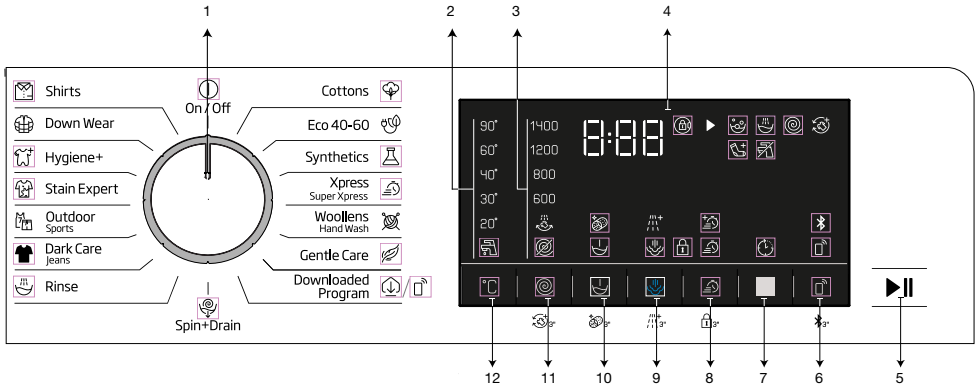 1
2
3
4
On / Off
Shirts
Down Wear
Hygiene+
Stain Expert
Outdoor
Sports
Dark Care
Jeans
Rinse
Spin+Drain
Cottons
Eco 40-60
Synthetics
Xpress
Super Xpress
Woollens
Hand Wash
Gentle Care
Downloaded
Program
/
90°
60°
40°
30°
20°
1400
1200
800
600
8:88
°C
3"
3"
3"
3"
3"
12
11
10
9
8
7
6
5